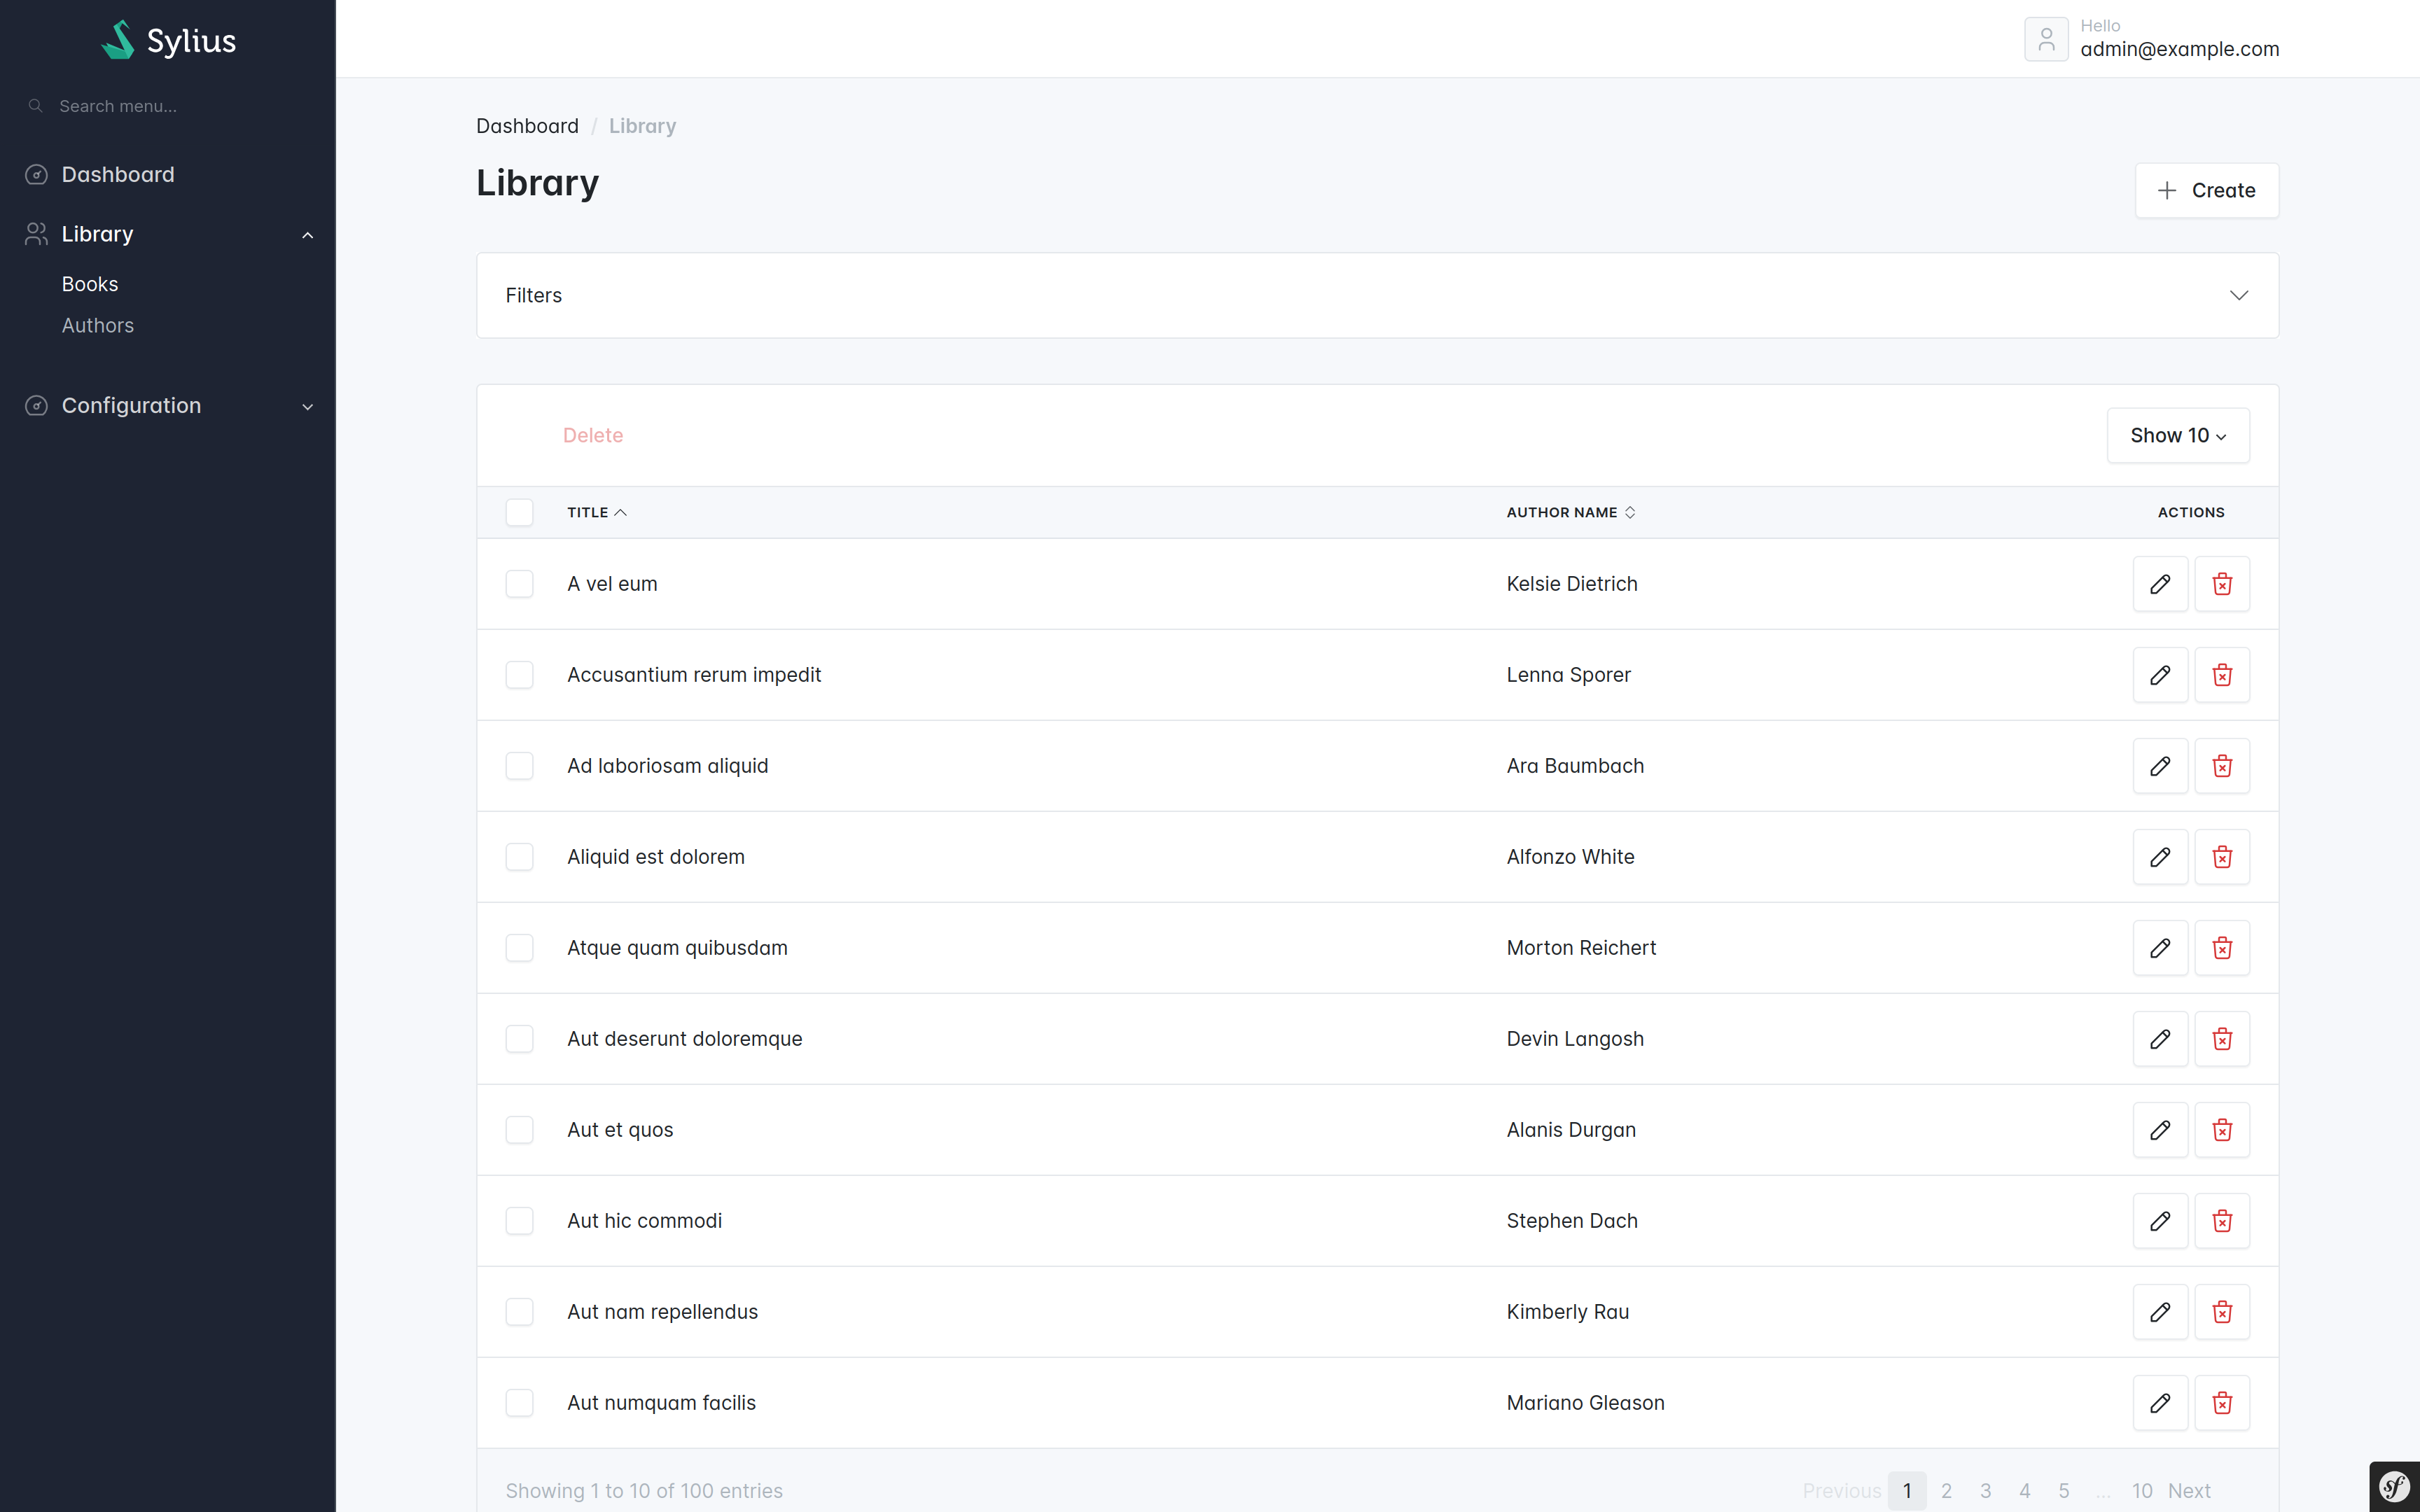 Sylius
Hello
admin@example.com
Search menu...
Dashboard
Library
Books
Authors
Configuration
Dashboard / Library
Library
Create
Filters
Delete
Show 10
TITLE AUTHOR NAME ACTIONS
A vel eum Kelsie Dietrich
Accusantium rerum impedit Lenna Sporer
Ad laboriosam aliquid Ara Baumbach
Aliquid est dolorem Alfonzo White
Atque quam quibusdam Morton Reichert
Aut deserunt doloremque Devin Langosh
Aut et quos Alanis Durgan
Aut hic commodi Stephen Dach
Aut nam repellendus Kimberly Rau
Aut numquam facilis Mariano Gleason
Showing 1 to 10 of 100 entries Previous 1 2 3 4 5 ... 10 Next
sf